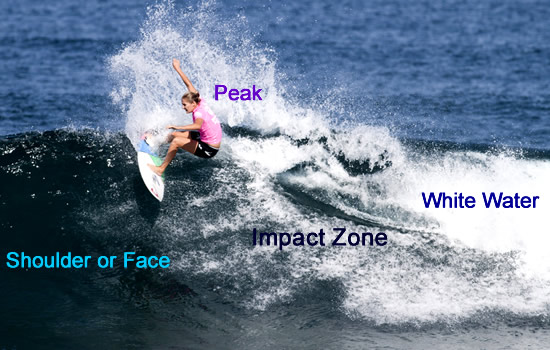 Peak
White Water
Impact Zone
Shoulder or Face